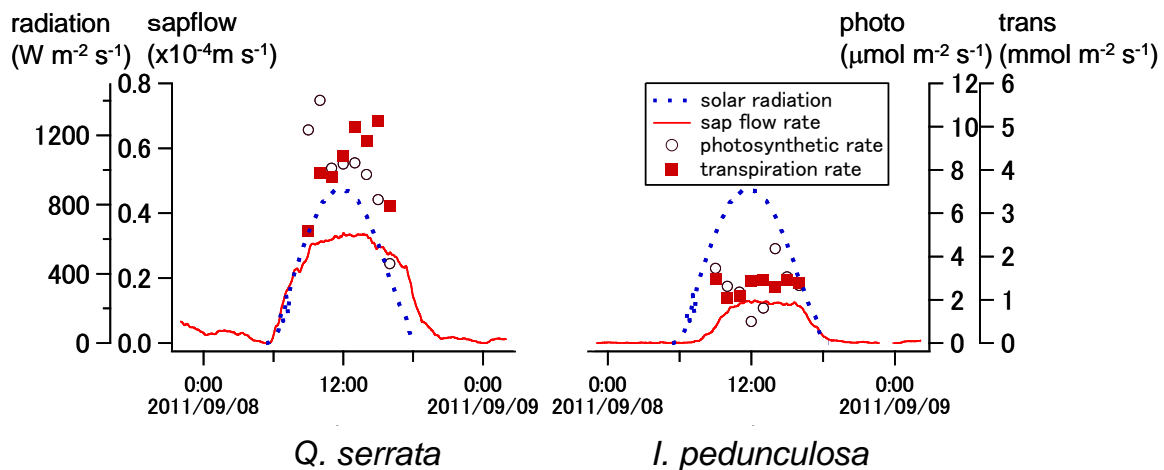 radiation sapflow photo trans
(W m-2 s-1) (x10-4m s-1) (μmol m-2 s-1) (mmol m-2 s-1)
0.8 12 6
1200 0.6 10 5
8 4
800 0.4 6 3
400 0.2 4 2
2 1
0 0.0 0 0
solar radiation
sap flow rate
photosynthetic rate
transpiration rate
0:00 12:00 0:00 0:00 12:00 0:00
2011/09/08 2011/09/09 2011/09/08 2011/09/09
Q. serrata I. pedunculosa